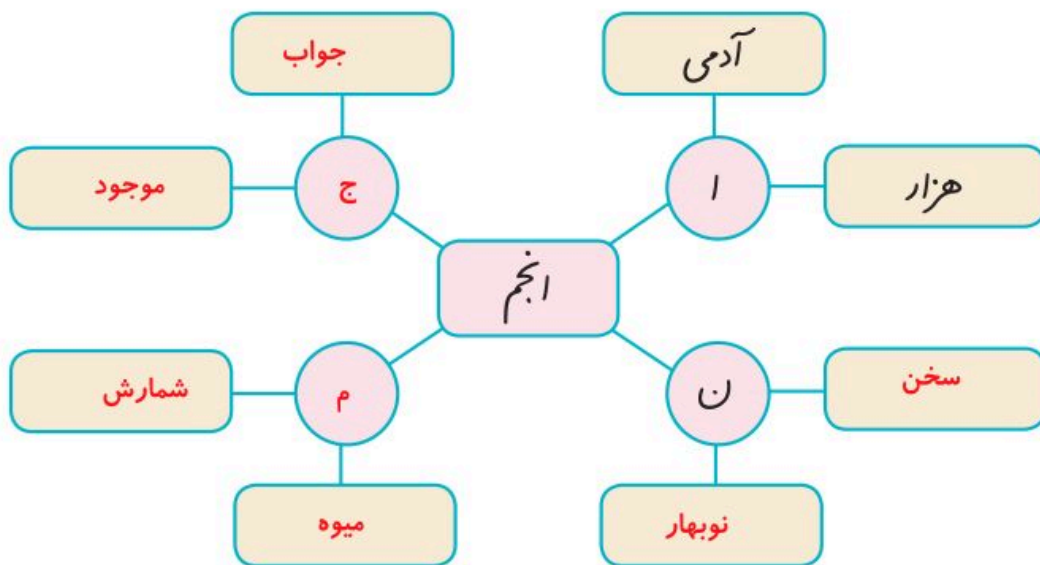 آدمی
جواب
هزار
ا
ج
موجود
انجم
سخن
ن
م
شمارش
نوبهار
میوه